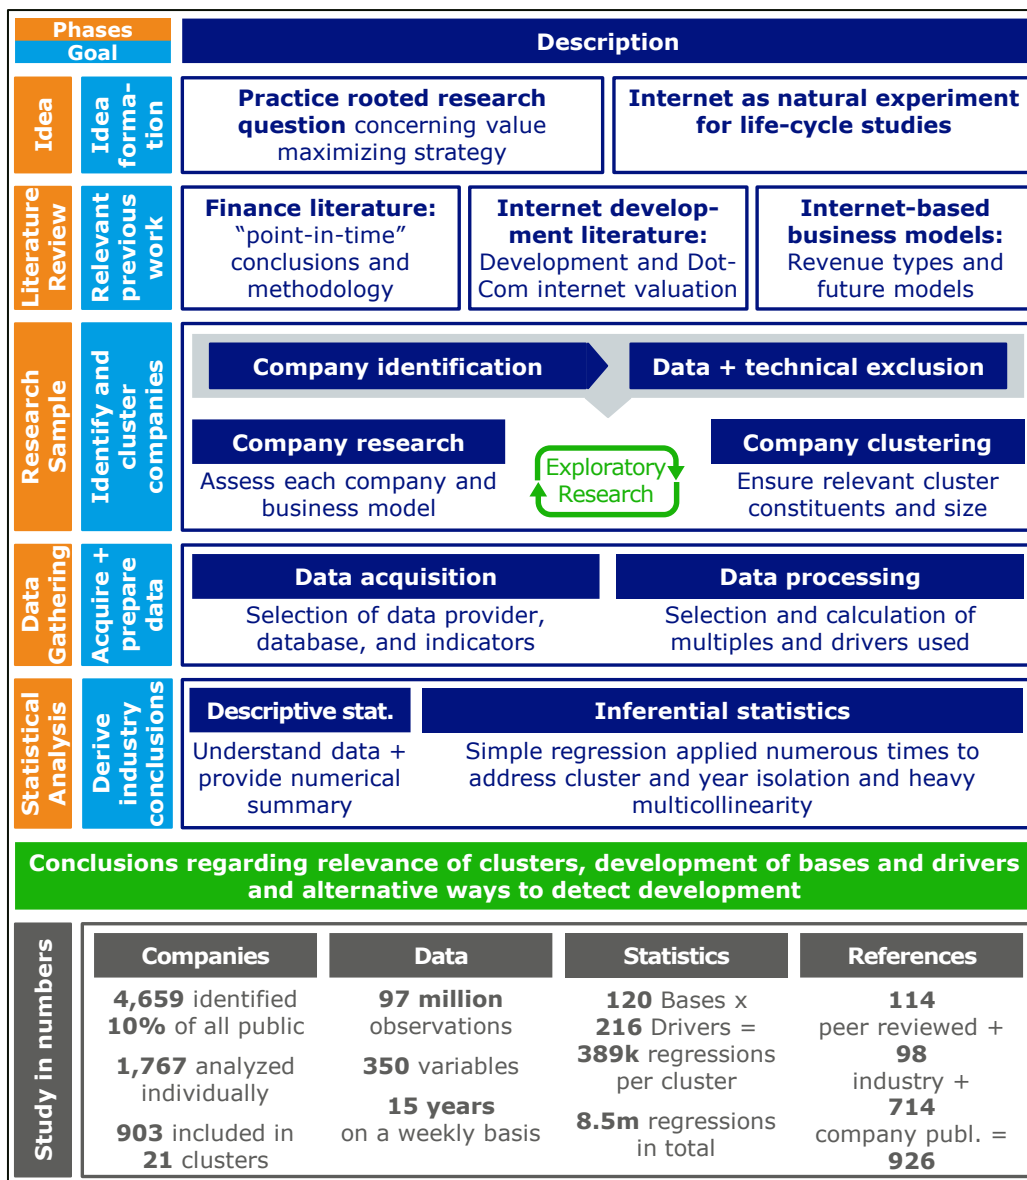 Phases
Goal
Description
Idea
Idea
forma-
tion
Practice rooted research
question concerning value
maximizing strategy
Internet as natural experiment
for life-cycle studies
Literature
Review
Relevant
previous
work
Finance literature:
“point-in-time”
conclusions and
methodology
Internet develop-
ment literature:
Development and Dot-
Com internet valuation
Internet-based
business models:
Revenue types and
future models
Research
Sample
Identify and
cluster
companies
Company identification
Data + technical exclusion
Company research
Assess each company and
business model
Exploratory
Research
Company clustering
Ensure relevant cluster
constituents and size
Data
Gathering
Acquire +
prepare
data
Data acquisition
Selection of data provider,
database, and indicators
Data processing
Selection and calculation of
multiples and drivers used
Statistical
Analysis
Derive
industry
conclusions
Descriptive stat.
Understand data +
provide numerical
summary
Inferential statistics
Simple regression applied numerous times to
address cluster and year isolation and heavy
multicollinearity
Conclusions regarding relevance of clusters, development of bases and drivers
and alternative ways to detect development
Study in numbers
Companies
4,659 identified
10% of all public
1,767 analyzed
individually
903 included in
21 clusters
Data
97 million
observations
350 variables
15 years
on a weekly basis
Statistics
120 Bases x
216 Drivers =
389k regressions
per cluster
8.5m regressions
in total
References
114
peer reviewed +
98
industry +
714
company publ. =
926